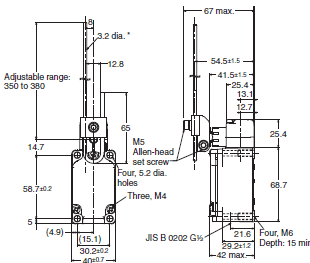 67 max.
8
3.2 dia. *
54.5±1.5
12.8
41.5±1.5
Adjustable range:
350 to 380
25.4
13.1
12.7
65
M5
Allen-head
set screw
25.4
14.7
Four, 5.2 dia.
holes
58.7±0.2
Three, M4
68.7
5
(4.9)
(15.1)
JIS B 0202 G½
21.6
Four, M6
Depth: 15 min
30.2±0.2
29.2±1.2
40±0.7
42 max.